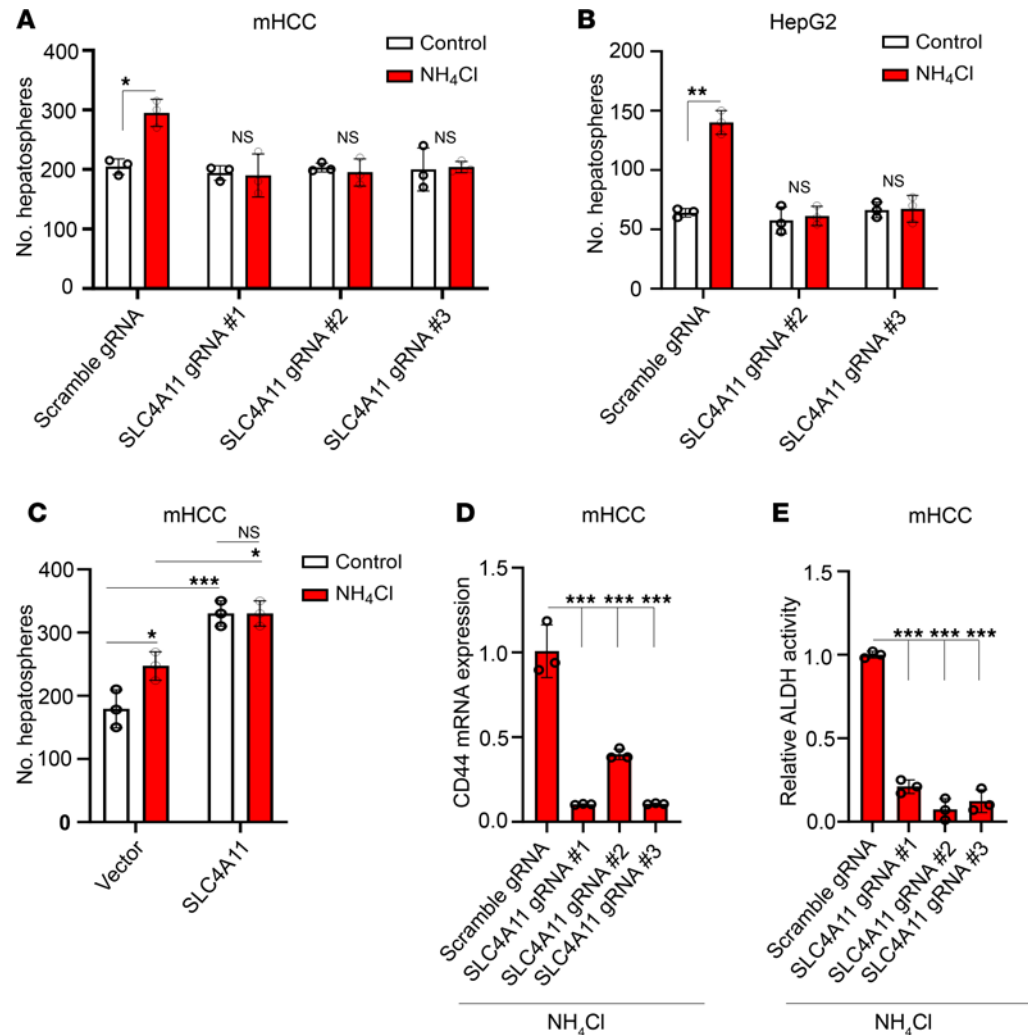 A
mHCC
Control
NH₄Cl
No. hepatospheres
400
300
200
100
0
*
NS
NS
NS
Scramble gRNA
SLC4A11 gRNA #1
SLC4A11 gRNA #2
SLC4A11 gRNA #3
B
HepG2
Control
NH₄Cl
No. hepatospheres
200
150
100
50
0
**
NS
NS
Scramble gRNA
SLC4A11 gRNA #2
SLC4A11 gRNA #3
C
mHCC
Control
NH₄Cl
No. hepatospheres
400
300
200
100
0
NS
*
***
*
Vector
SLC4A11
D
mHCC
CD44 mRNA expression
1.5
1.0
0.5
0.0
*** *** ***
Scramble gRNA
SLC4A11 gRNA #1
SLC4A11 gRNA #2
SLC4A11 gRNA #3
NH₄Cl
E
mHCC
Relative ALDH activity
1.5
1.0
0.5
0.0
*** *** ***
Scramble gRNA
SLC4A11 gRNA #1
SLC4A11 gRNA #2
SLC4A11 gRNA #3
NH₄Cl